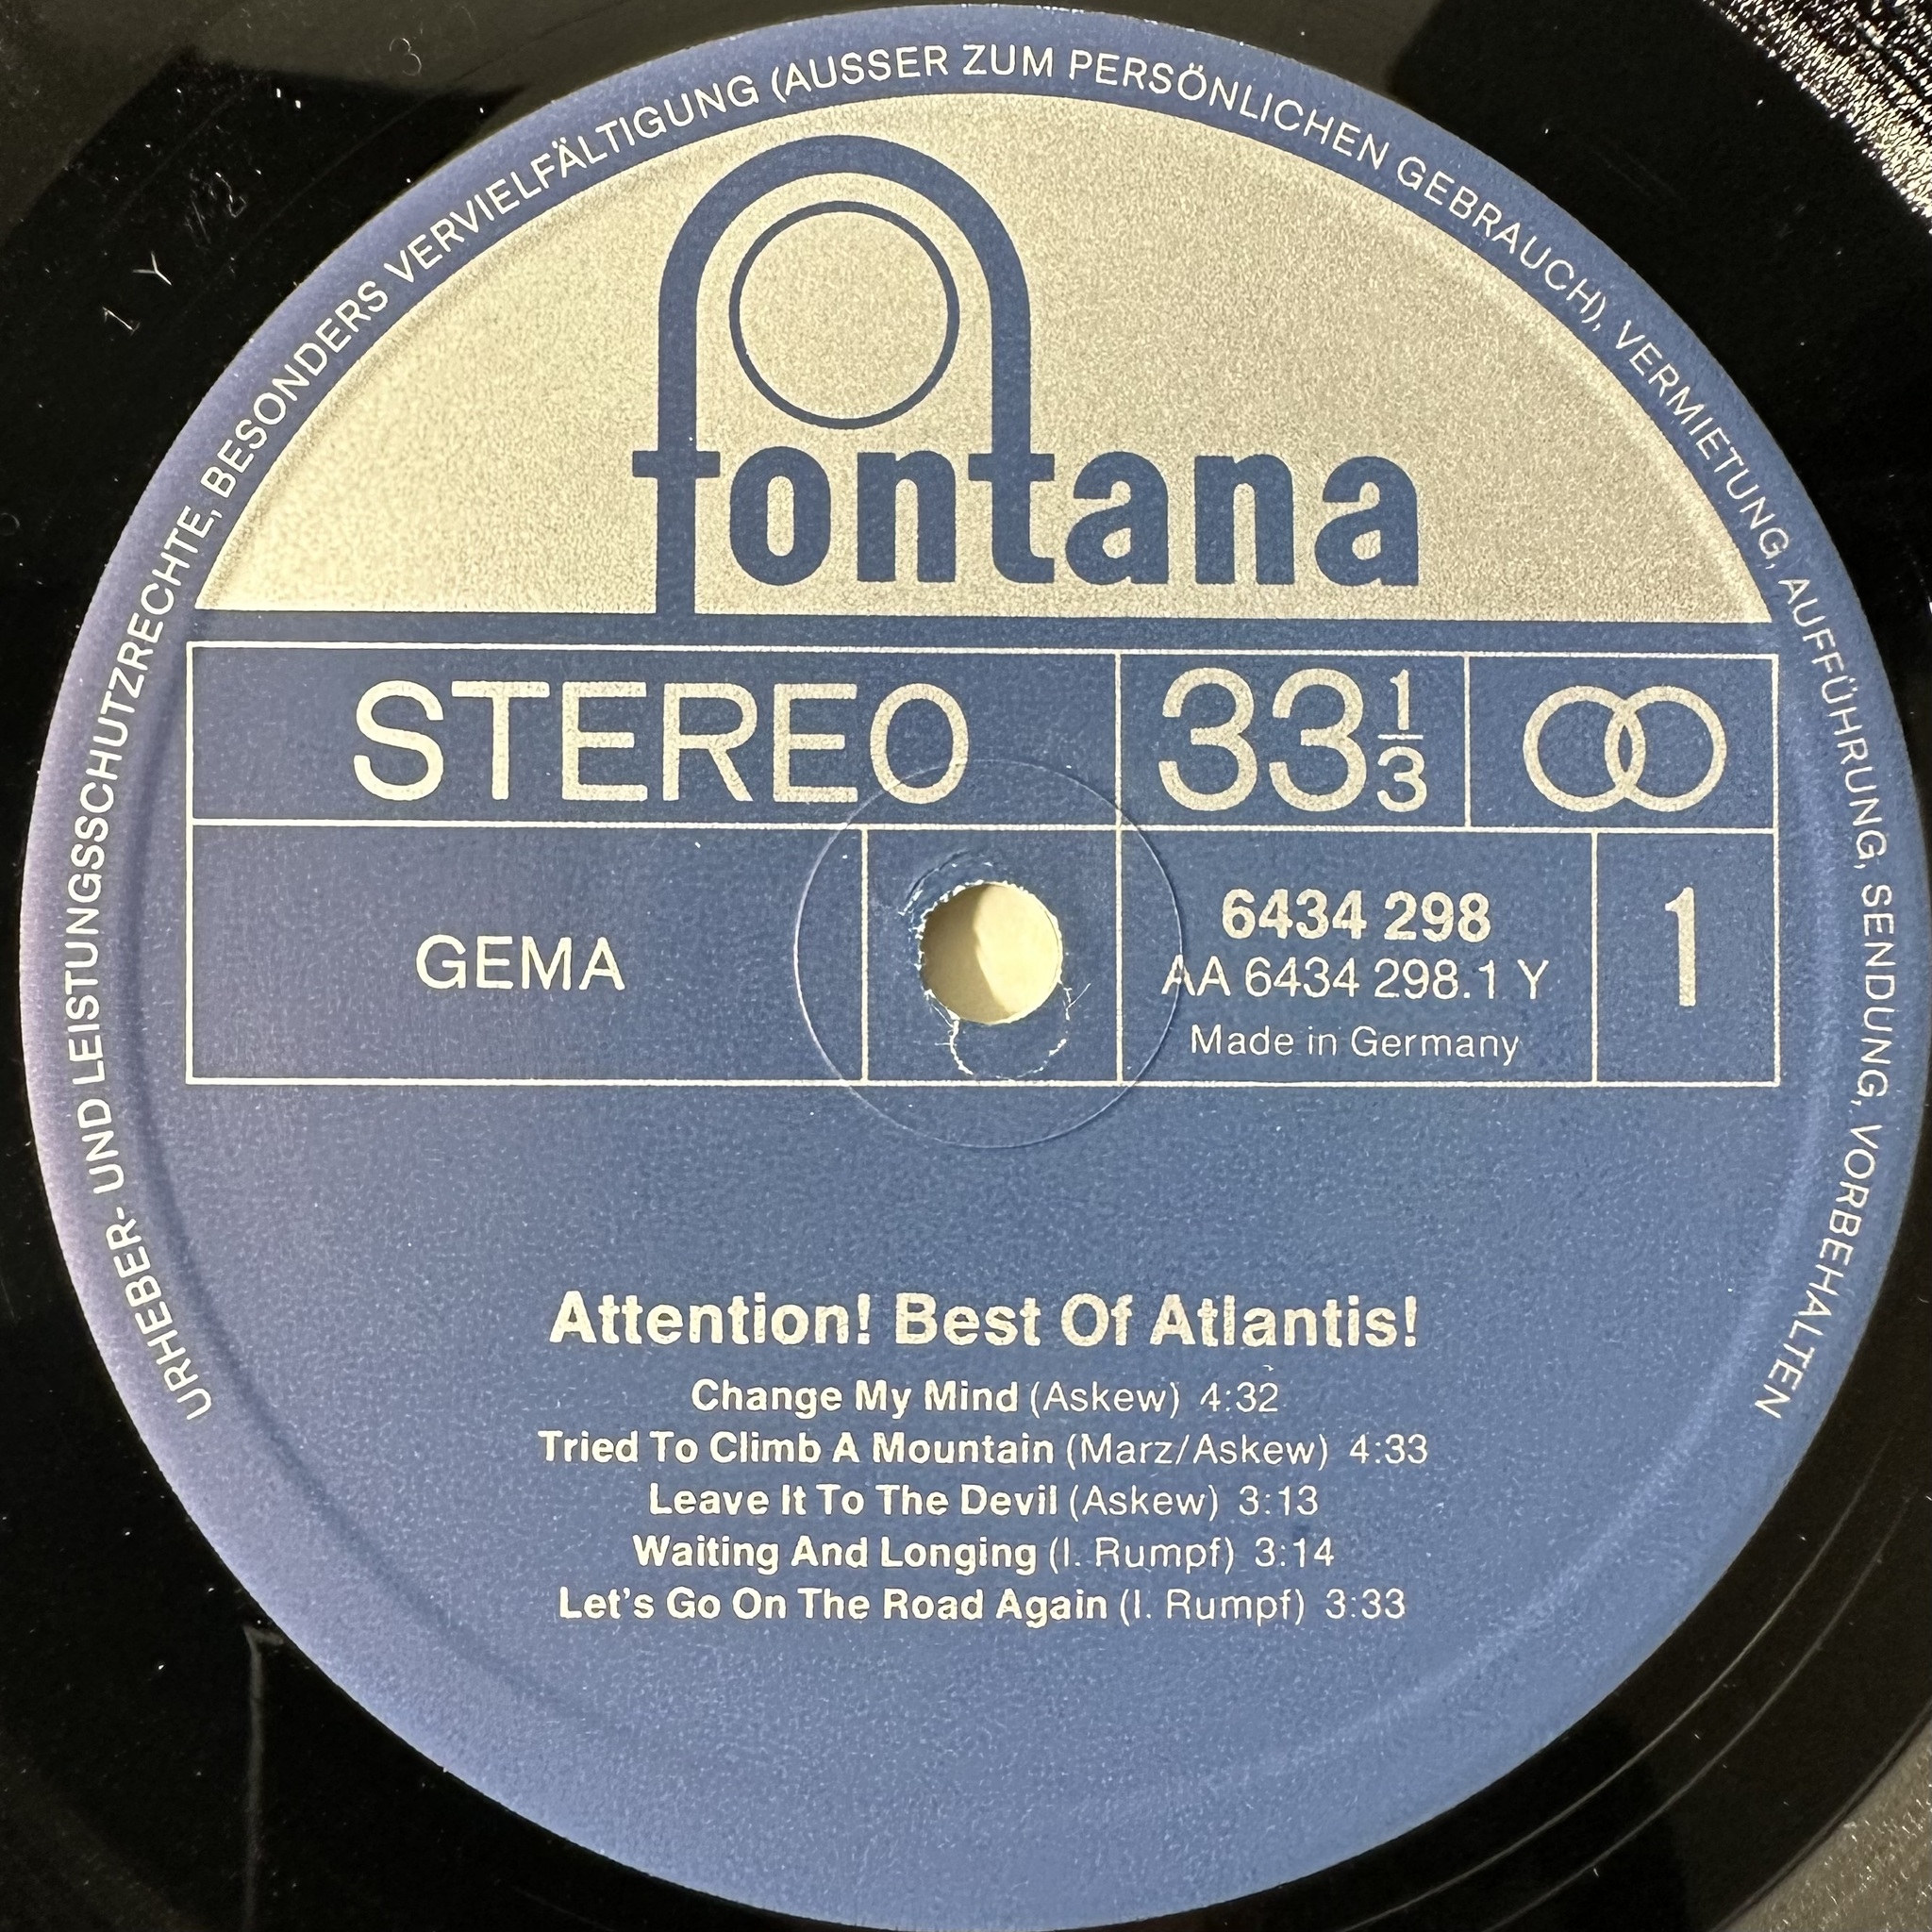 URHEBER- UND LEISTUNGSSCHUTZRECHTE, BESONDERS VERVIELFÄLTIGUNG (AUSSER ZUM PERSÖNLICHEN GEBRAUCH), VERMIETUNG, AUFFÜHRUNG, SENDUNG, VORBEHALTEN
fontana
STEREO 33 1/3
GEMA
6434 298
AA 6434 298.1 Y
Made in Germany
1
Attention! Best Of Atlantis!
Change My Mind (Askew) 4:32
Tried To Climb A Mountain (Marz/Askew) 4:33
Leave It To The Devil (Askew) 3:13
Waiting And Longing (I. Rumpf) 3:14
Let's Go On The Road Again (I. Rumpf) 3:33